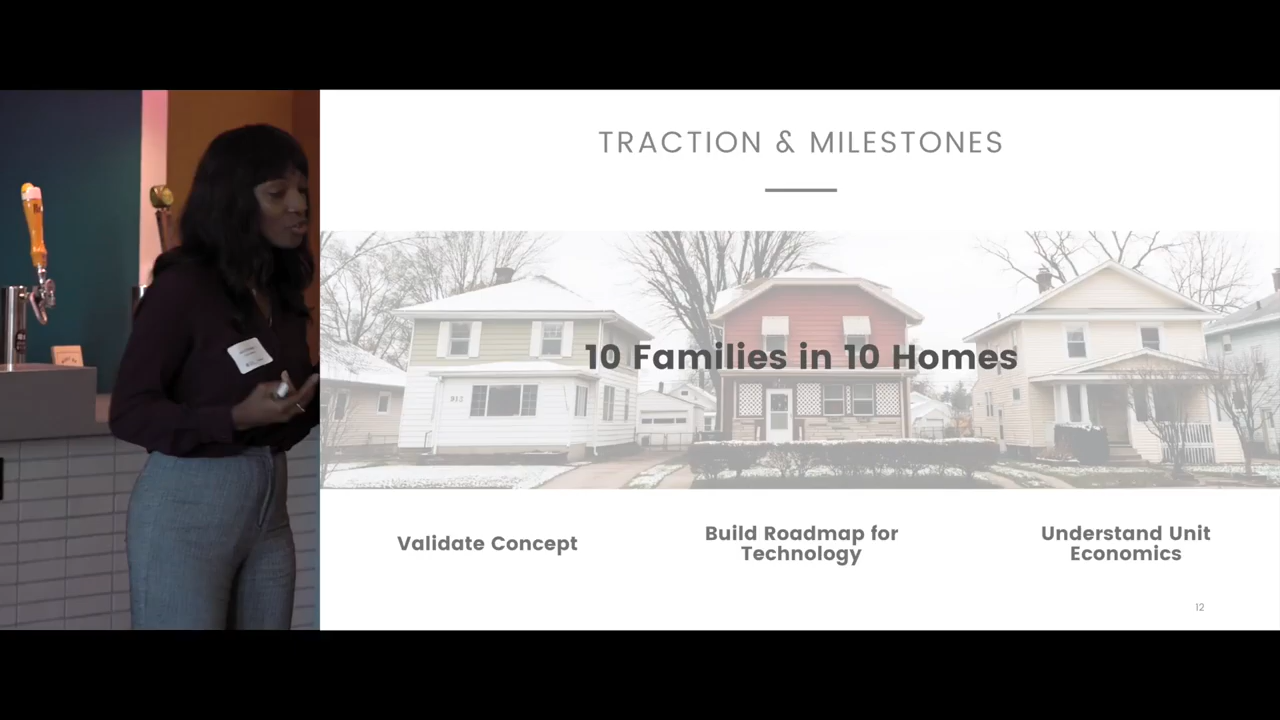 TRACTION & MILESTONES
10 Families in 10 Homes
Validate Concept
Build Roadmap for
Technology
Understand Unit
Economics
12